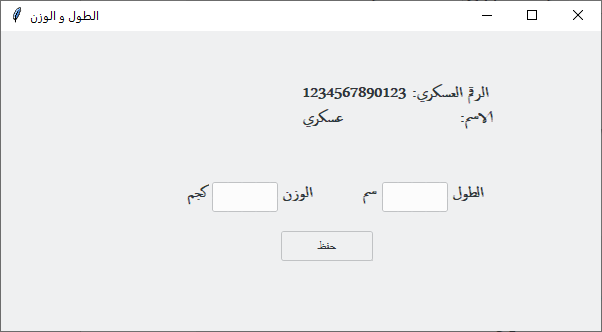 الطول و الوزن
الرقم العسكري: 1234567890123
الاسم: عسكري
الطول سم الوزن كجم
حفظ